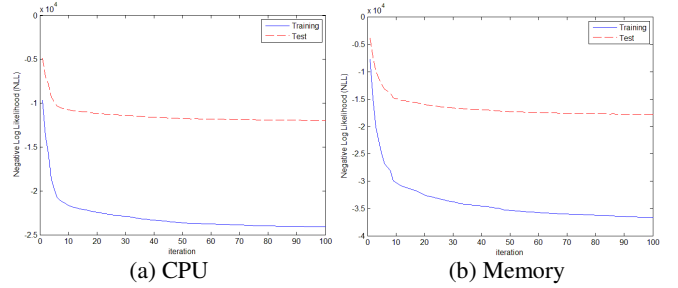 x 10^4
0
-0.5
-1
-1.5
-2
-2.5
Negative Log Likelihood (NLL)
0 10 20 30 40 50 60 70 80 90 100
iteration
Training
Test
(a) CPU
x 10^4
0
-0.5
-1
-1.5
-2
-2.5
-3
-3.5
-4
Negative Log Likelihood (NLL)
0 10 20 30 40 50 60 70 80 90 100
iteration
Training
Test
(b) Memory